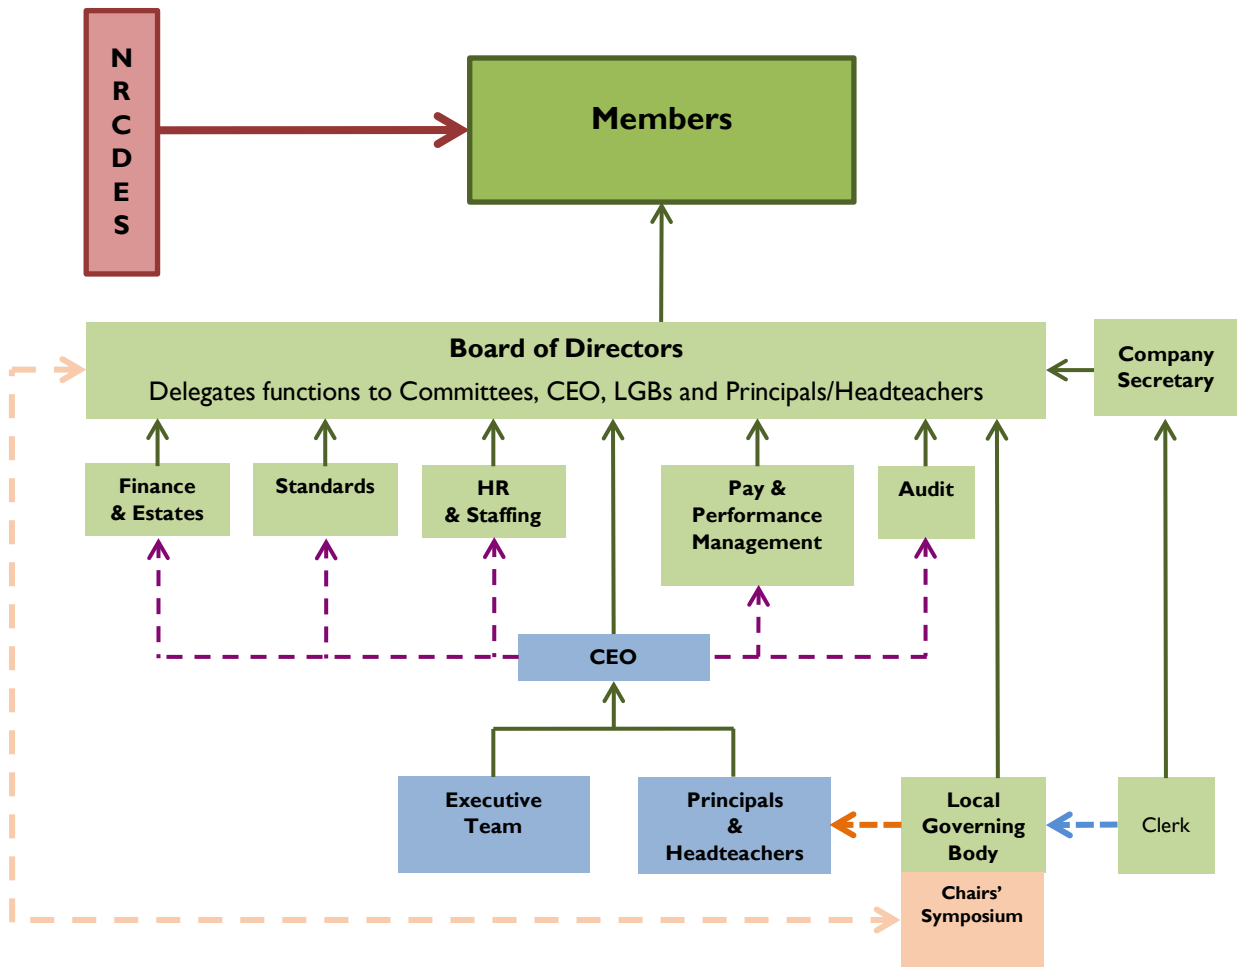 N
R
C
D
E
S
Members
Board of Directors
Delegates functions to Committees, CEO, LGBs and Principals/Headteachers
Company
Secretary
Finance
& Estates
Standards
HR
& Staffing
Pay &
Performance
Management
Audit
CEO
Executive
Team
Principals
&
Headteachers
Local
Governing
Body
Clerk
Chairs’
Symposium